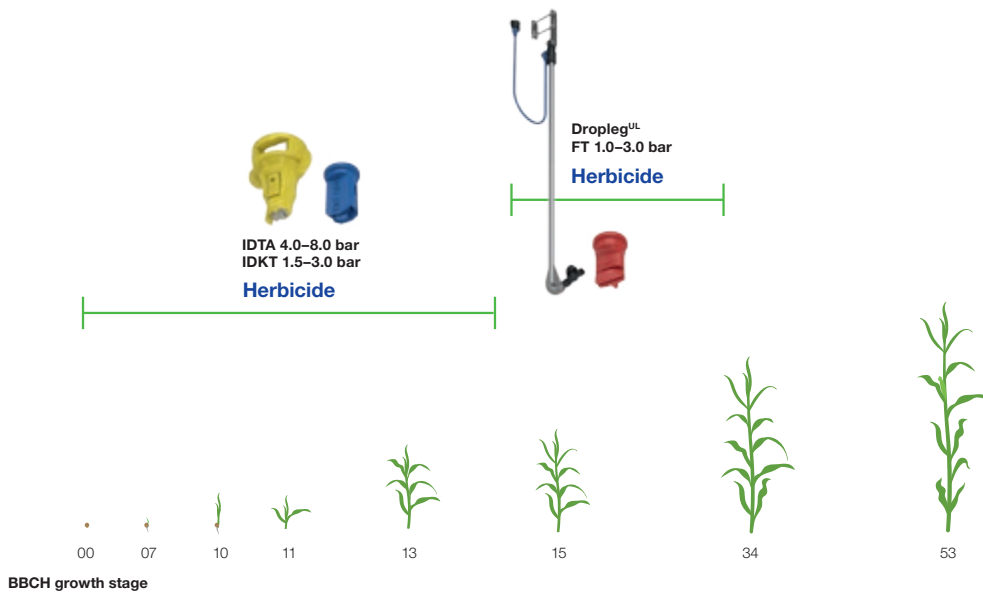 Dropleg^UL
FT 1.0–3.0 bar
Herbicide
IDTA 4.0–8.0 bar
IDKT 1.5–3.0 bar
Herbicide
00 07 10 11 13 15 34 53
BBCH growth stage